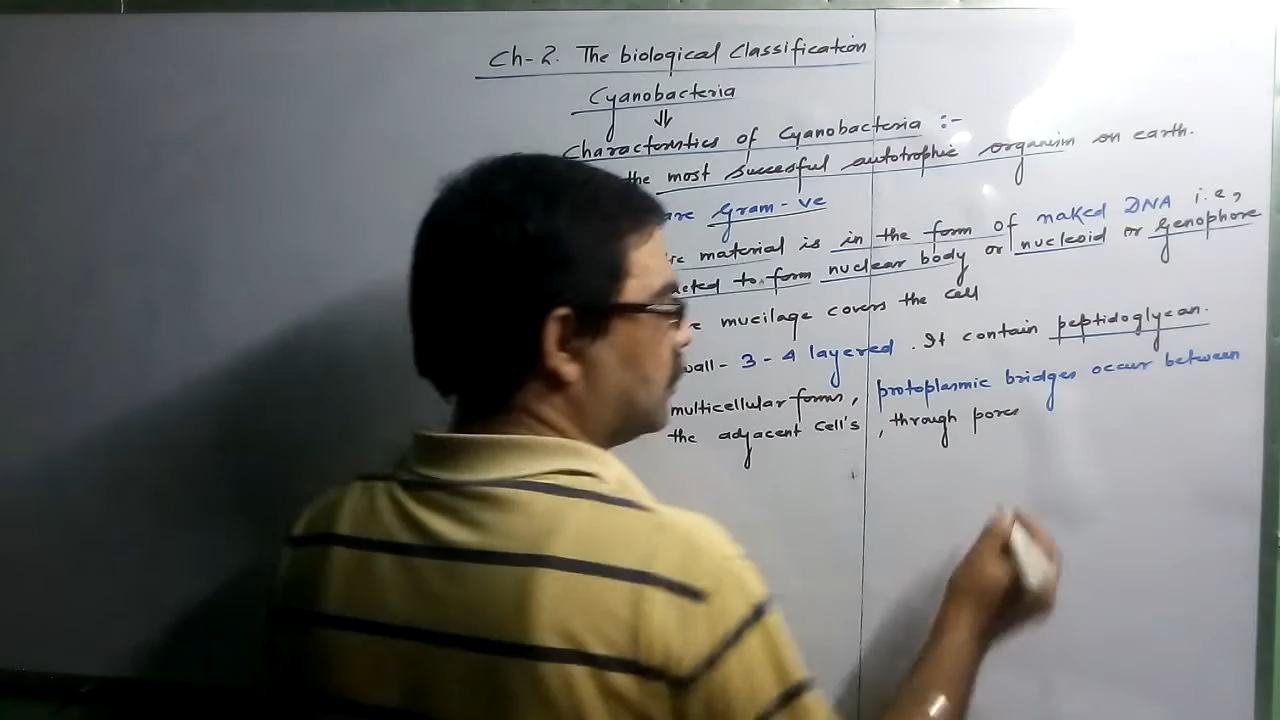 Ch-2. The biological Classification
Cyanobacteria
⇓
Characteristics of Cyanobacteria :-
the most succesful autotrophic organism on earth.
are Gram-ve
material is in the form of naked DNA i.e,
to form nuclear body or nucleoid or Genophore
mucilage covers the cell
wall- 3-4 layered. It contain peptidoglycan.
multicellular forms, protoplasmic bridges occur between
the adjacent cell's, through pores